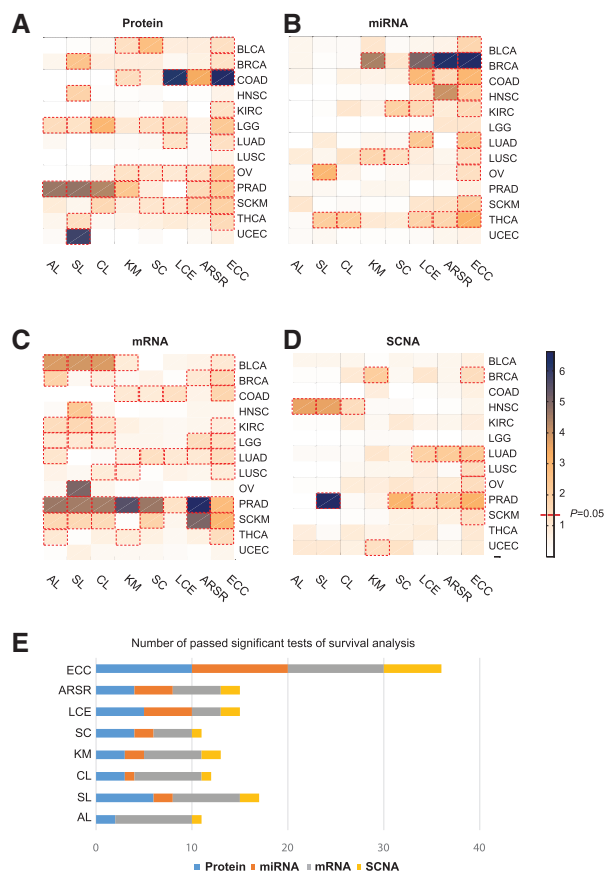 A
Protein
BLCA
BRCA
COAD
HNSC
KIRC
LGG
LUAD
LUSC
OV
PRAD
SCKM
THCA
UCEC
AL SL CL KM SC LCE ARSR ECC
B
miRNA
BLCA
BRCA
COAD
HNSC
KIRC
LGG
LUAD
LUSC
OV
PRAD
SCKM
THCA
UCEC
AL SL CL KM SC LCE ARSR ECC
C
mRNA
BLCA
BRCA
COAD
HNSC
KIRC
LGG
LUAD
LUSC
OV
PRAD
SCKM
THCA
UCEC
AL SL CL KM SC LCE ARSR ECC
D
SCNA
BLCA
BRCA
COAD
HNSC
KIRC
LGG
LUAD
LUSC
OV
PRAD
SCKM
THCA
UCEC
AL SL CL KM SC LCE ARSR ECC
6
5
4
3
2
P=0.05
1
E
Number of passed significant tests of survival analysis
ECC
ARSR
LCE
SC
KM
CL
SL
AL
0 10 20 30 40
Protein miRNA mRNA SCNA